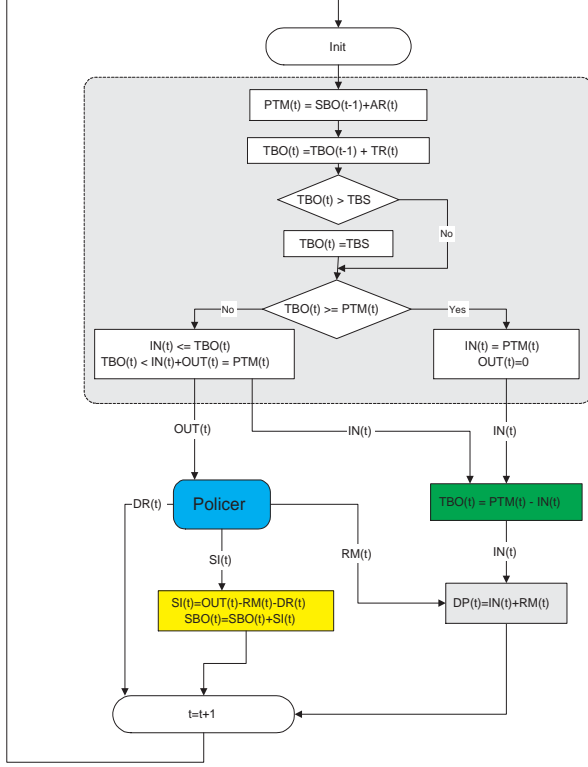 Init
PTM(t) = SBO(t-1)+AR(t)
TBO(t) =TBO(t-1) + TR(t)
TBO(t) > TBS
No
TBO(t) =TBS
TBO(t) >= PTM(t)
No
Yes
IN(t) <= TBO(t)
TBO(t) < IN(t)+OUT(t) = PTM(t)
IN(t) = PTM(t)
OUT(t)=0
OUT(t)
IN(t)
IN(t)
DR(t)
Policer
TBO(t) = PTM(t) - IN(t)
SI(t)
RM(t)
IN(t)
SI(t)=OUT(t)-RM(t)-DR(t)
SBO(t)=SBO(t)+SI(t)
DP(t)=IN(t)+RM(t)
t=t+1